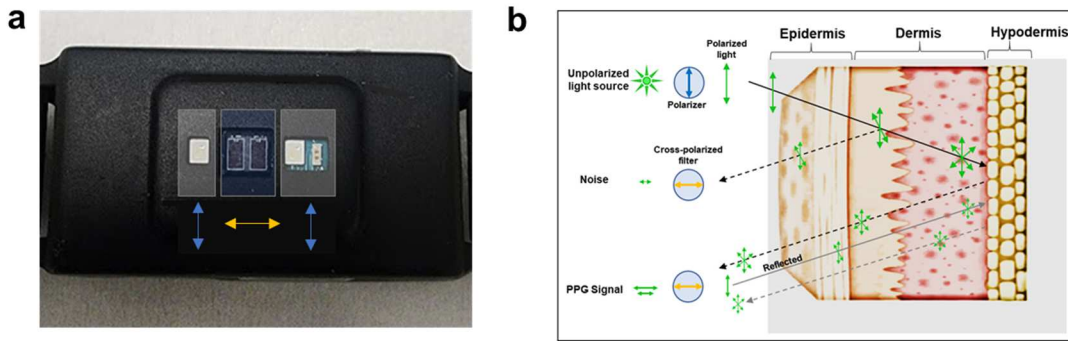 a
b
Epidermis
Dermis
Hypodermis
Polarized
light
Unpolarized
light source
Polarizer
Cross-polarized
filter
Noise
Reflected
PPG Signal